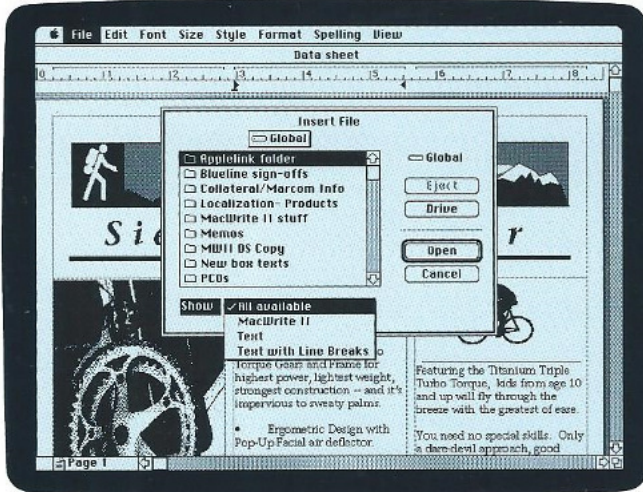 File Edit Font Size Style Format Spelling View
Data sheet
0 1 2 3 4 5 6 7 8
Insert File
Global
Applelink folder
Blueline sign-offs
Collateral/Marcom Info
Localization- Products
MacWrite II stuff
Memos
MWII DS Copy
New box texts
PCDs
Global
Eject
Drive
Open
Cancel
Show ✓All available
MacWrite II
Text
Text with Line Breaks
Sie
r
Torque Gears and Frame for
highest power, lightest weight,
strongest construction -- and it's
impervious to sweaty palms.
• Ergometric Design with
Pop-Up Facial air deflector.
Featuring the Titanium Triple
Turbo Torque, kids from age 10
and up will fly through the
breeze with the greatest of ease.
You need no special skills. Only
a dare-devil approach, good
Page 1